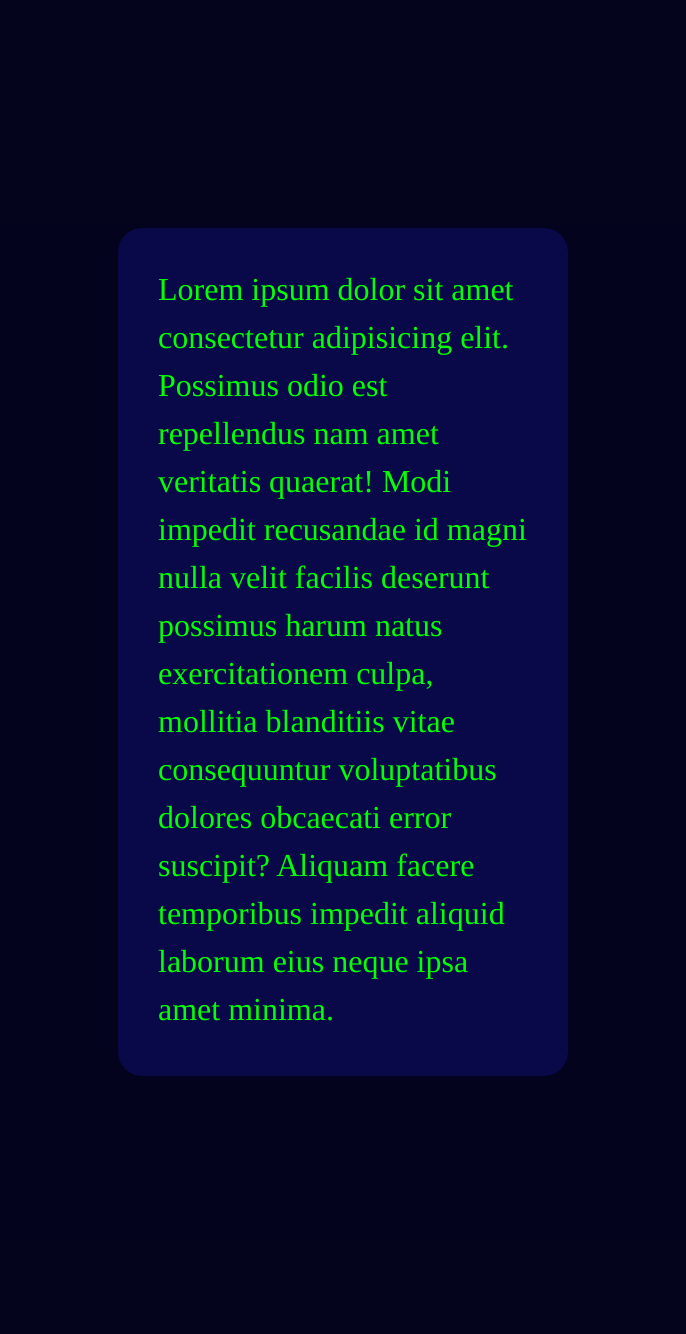 Lorem ipsum dolor sit amet
consectetur adipisicing elit.
Possimus odio est
repellendus nam amet
veritatis quaerat! Modi
impedit recusandae id magni
nulla velit facilis deserunt
possimus harum natus
exercitationem culpa,
mollitia blanditiis vitae
consequuntur voluptatibus
dolores obcaecati error
suscipit? Aliquam facere
temporibus impedit aliquid
laborum eius neque ipsa
amet minima.